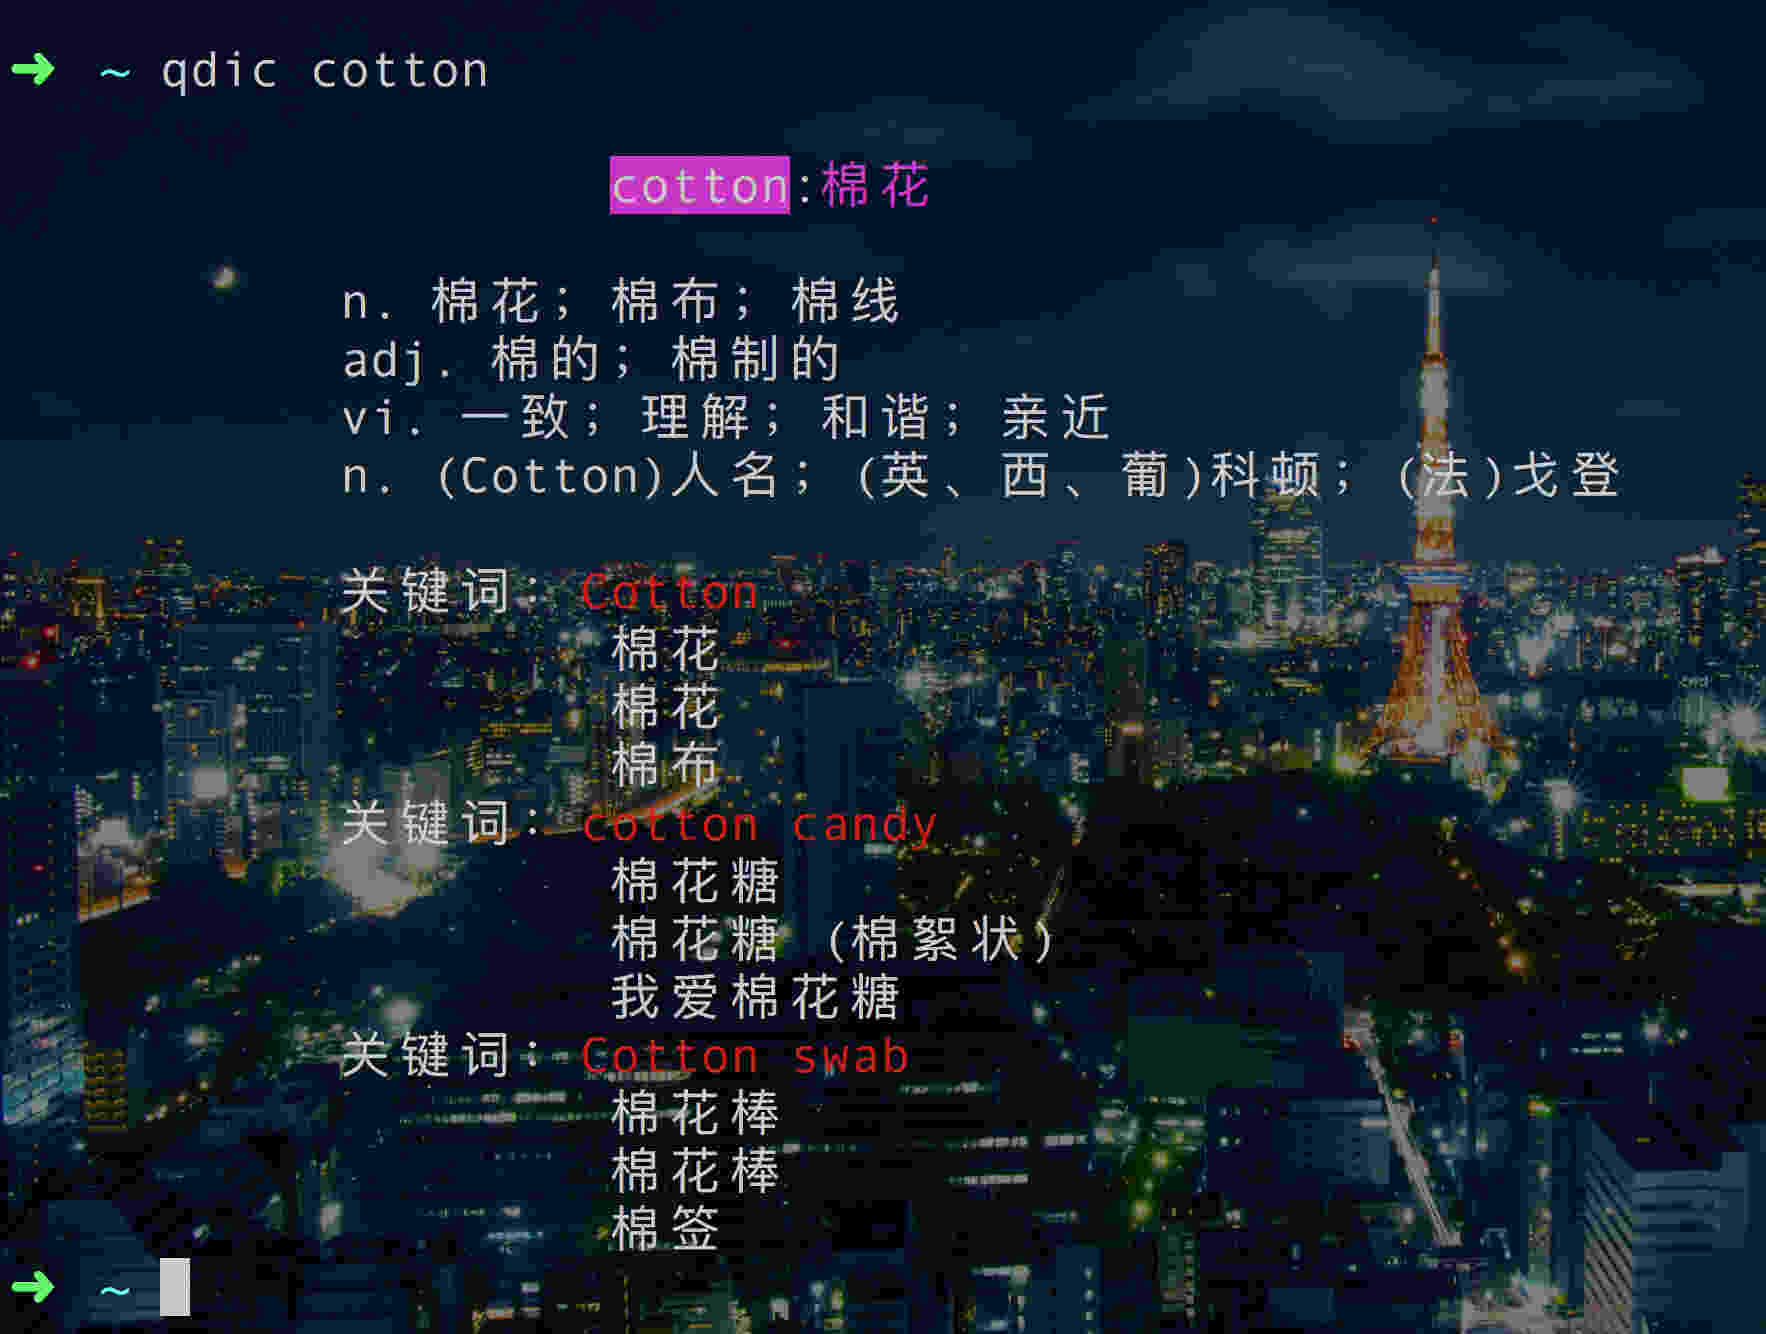 ➜ ~ qdic cotton
cotton:棉花
n. 棉花; 棉布; 棉线
adj. 棉的; 棉制的
vi. 一致; 理解; 和谐; 亲近
n. (Cotton)人名; (英、西、葡)科顿; (法)戈登
关键词: Cotton
棉花
棉花
棉布
关键词: cotton candy
棉花糖
棉花糖 (棉絮状)
我爱棉花糖
关键词: Cotton swab
棉花棒
棉花棒
棉签
➜ ~